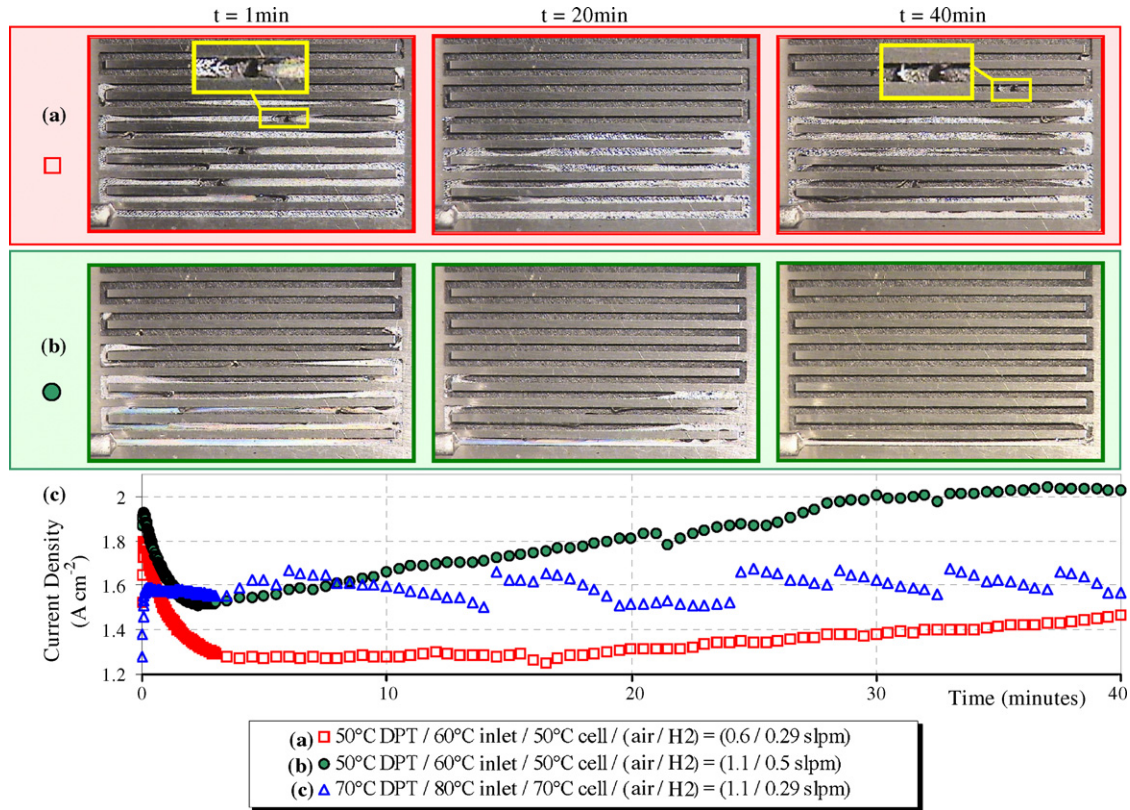 t = 1min t = 20min t = 40min
(a)
(b)
(c)
2
1.8
1.6
1.4
1.2
Current Density
(A cm-2)
0 10 20 30 40
Time (minutes)
(a) 50°C DPT / 60°C inlet / 50°C cell / (air / H2) = (0.6 / 0.29 slpm)
(b) 50°C DPT / 60°C inlet / 50°C cell / (air / H2) = (1.1 / 0.5 slpm)
(c) 70°C DPT / 80°C inlet / 70°C cell / (air / H2) = (1.1 / 0.29 slpm)